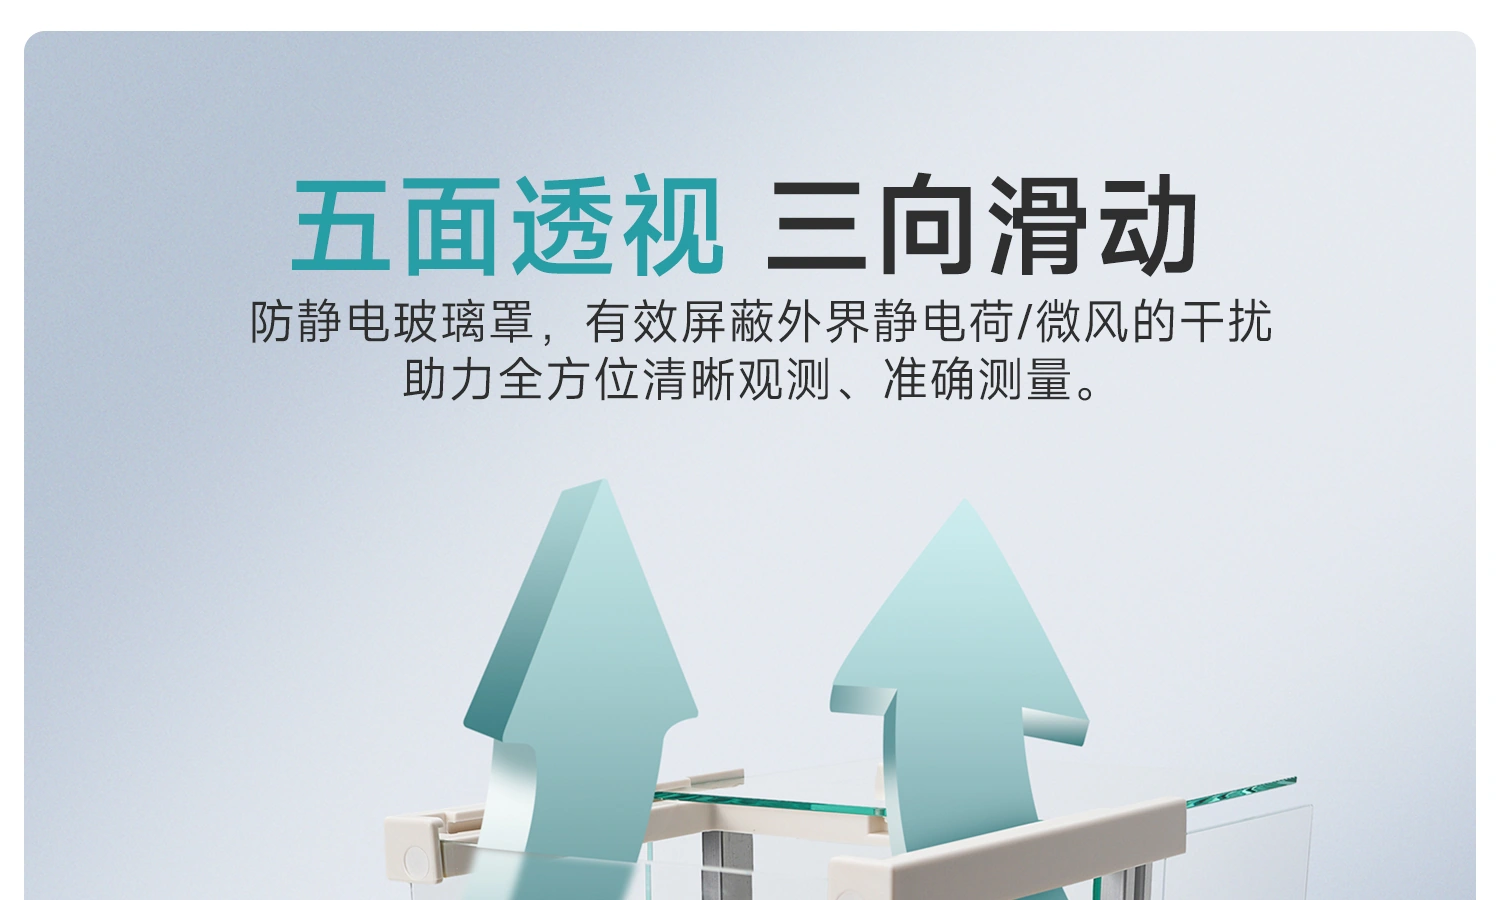 五面透视 三向滑动
防静电玻璃罩，有效屏蔽外界静电荷/微风的干扰
助力全方位清晰观测、准确测量。